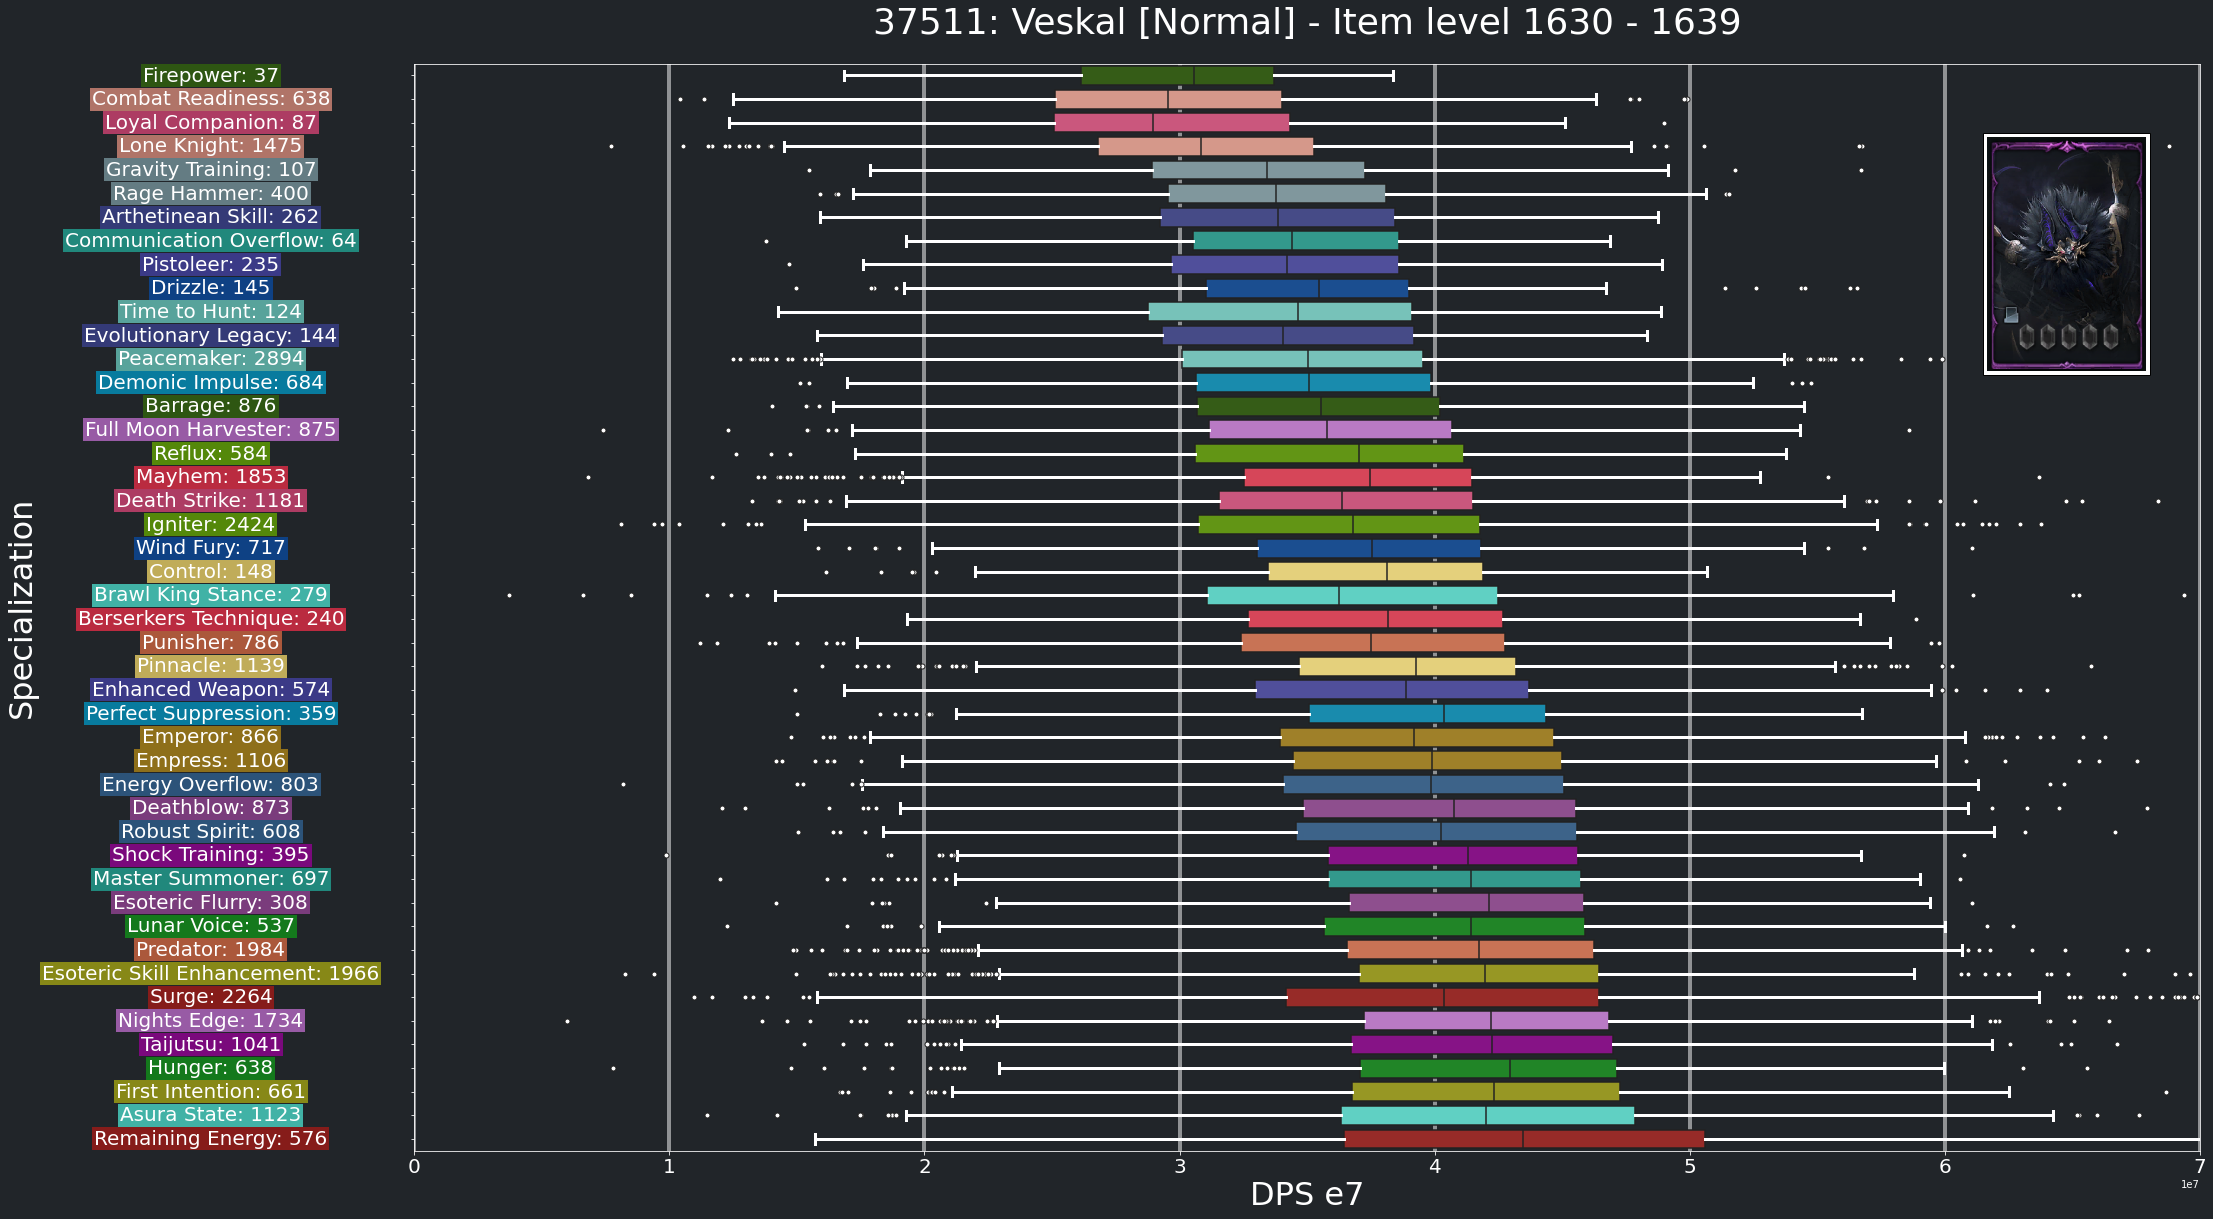 37511: Veskal [Normal] - Item level 1630 - 1639
Firepower: 37
Combat Readiness: 638
Loyal Companion: 87
Lone Knight: 1475
Gravity Training: 107
Rage Hammer: 400
Arthetinean Skill: 262
Communication Overflow: 64
Pistoleer: 235
Drizzle: 145
Time to Hunt: 124
Evolutionary Legacy: 144
Peacemaker: 2894
Demonic Impulse: 684
Barrage: 876
Full Moon Harvester: 875
Reflux: 584
Mayhem: 1853
Death Strike: 1181
Igniter: 2424
Wind Fury: 717
Control: 148
Brawl King Stance: 279
Berserkers Technique: 240
Punisher: 786
Pinnacle: 1139
Enhanced Weapon: 574
Perfect Suppression: 359
Emperor: 866
Empress: 1106
Energy Overflow: 803
Deathblow: 873
Robust Spirit: 608
Shock Training: 395
Master Summoner: 697
Esoteric Flurry: 308
Lunar Voice: 537
Predator: 1984
Esoteric Skill Enhancement: 1966
Surge: 2264
Nights Edge: 1734
Taijutsu: 1041
Hunger: 638
First Intention: 661
Asura State: 1123
Remaining Energy: 576
Specialization
0 1 2 3 4 5 6 7
1e7
DPS e7